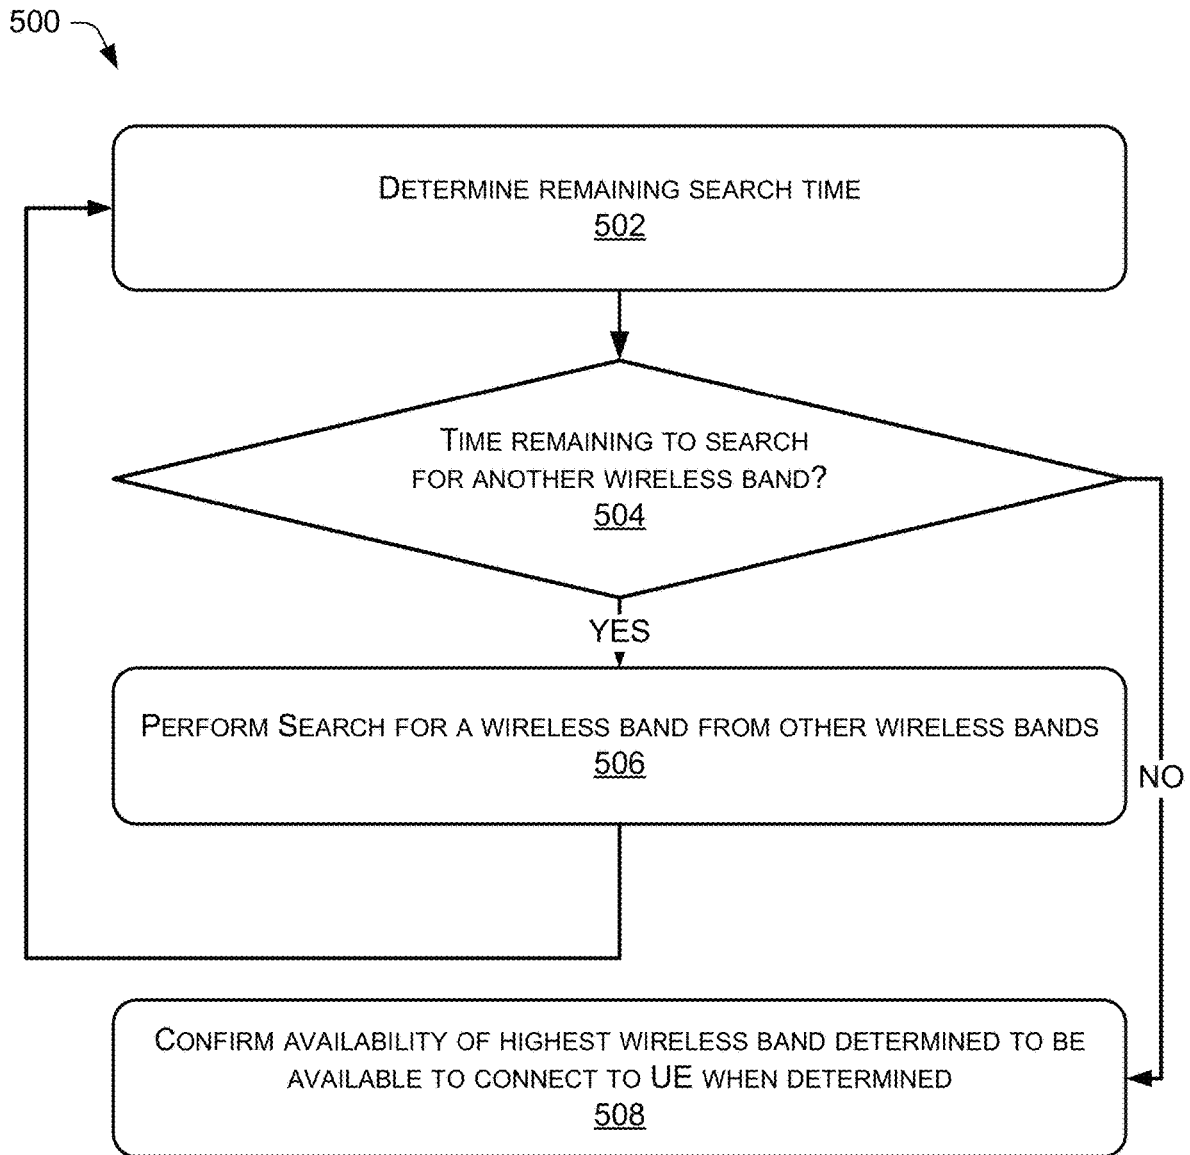 500
DETERMINE REMAINING SEARCH TIME
502
TIME REMAINING TO SEARCH
FOR ANOTHER WIRELESS BAND?
504
YES
PERFORM SEARCH FOR A WIRELESS BAND FROM OTHER WIRELESS BANDS
506
NO
CONFIRM AVAILABILITY OF HIGHEST WIRELESS BAND DETERMINED TO BE
AVAILABLE TO CONNECT TO UE WHEN DETERMINED
508